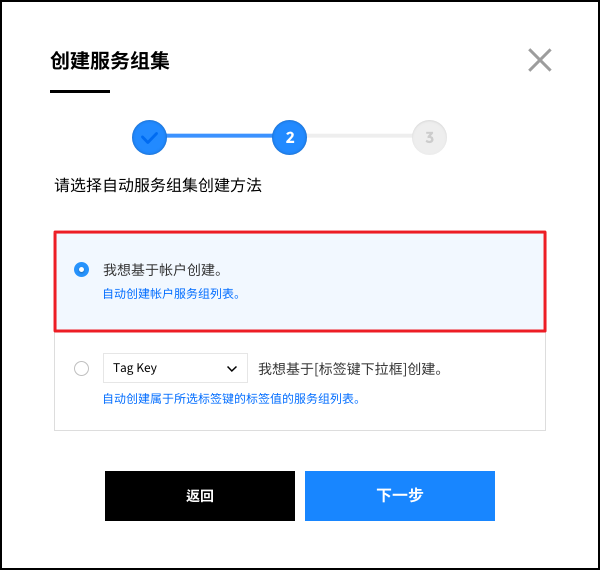 创建服务组集
2
3
请选择自动服务组集创建方法
我想基于帐户创建。
自动创建帐户服务组列表。
Tag Key 我想基于[标签键下拉框]创建。
自动创建属于所选标签键的标签值的服务组列表。
返回
下一步